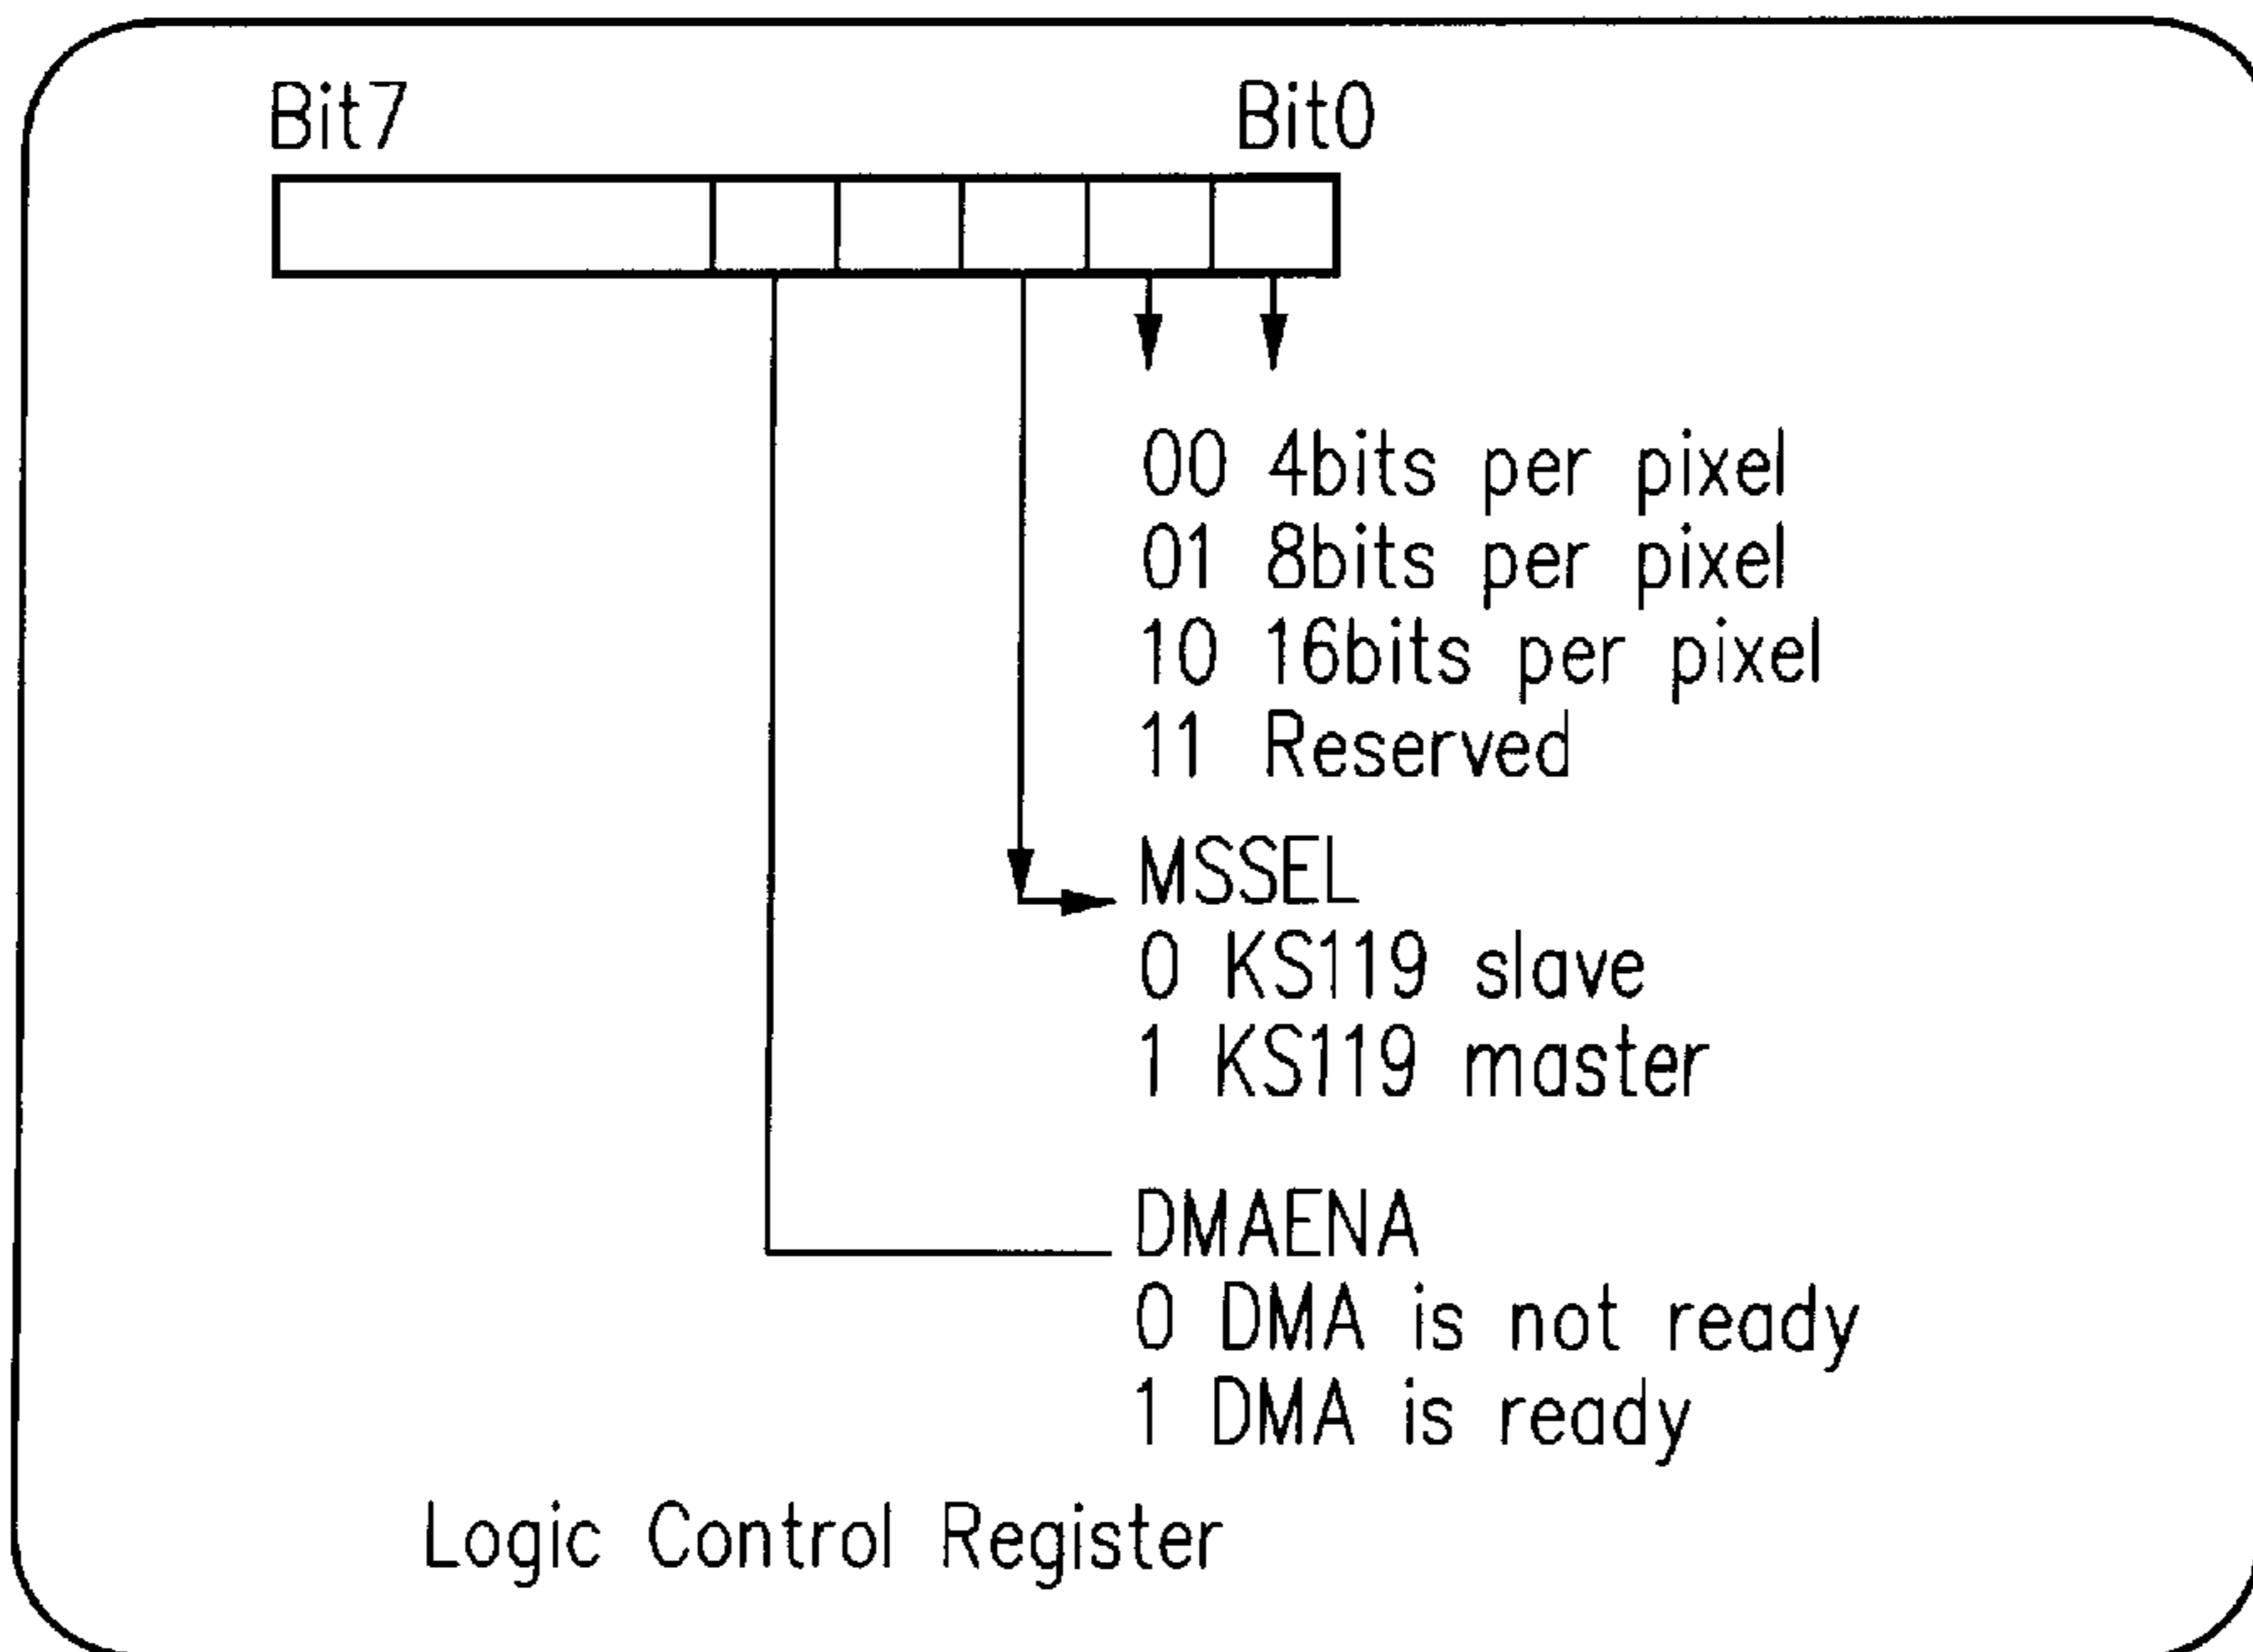 Bit7 Bit0
00 4bits per pixel
01 8bits per pixel
10 16bits per pixel
11 Reserved
MSSEL
0 KS119 slave
1 KS119 master
DMAENA
0 DMA is not ready
1 DMA is ready
Logic Control Register